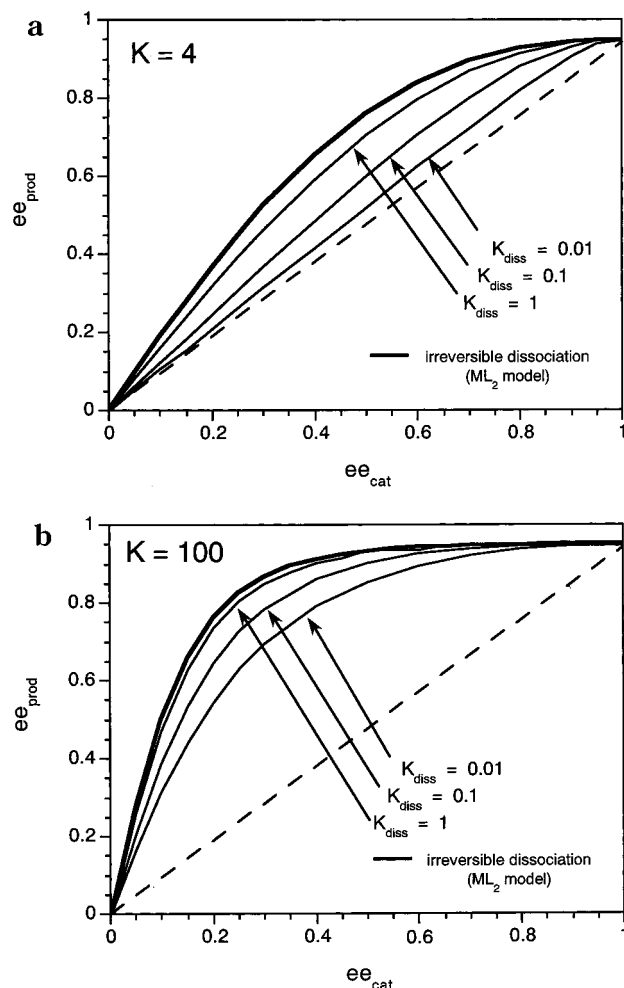 a
K = 4
1
0.8
0.6
0.4
0.2
0
ee_prod
K_diss = 0.01
K_diss = 0.1
K_diss = 1
irreversible dissociation
(ML₂ model)
0 0.2 0.4 0.6 0.8 1
ee_cat
b
K = 100
1
0.8
0.6
0.4
0.2
0
ee_prod
K_diss = 0.01
K_diss = 0.1
K_diss = 1
irreversible dissociation
(ML₂ model)
0 0.2 0.4 0.6 0.8 1
ee_cat